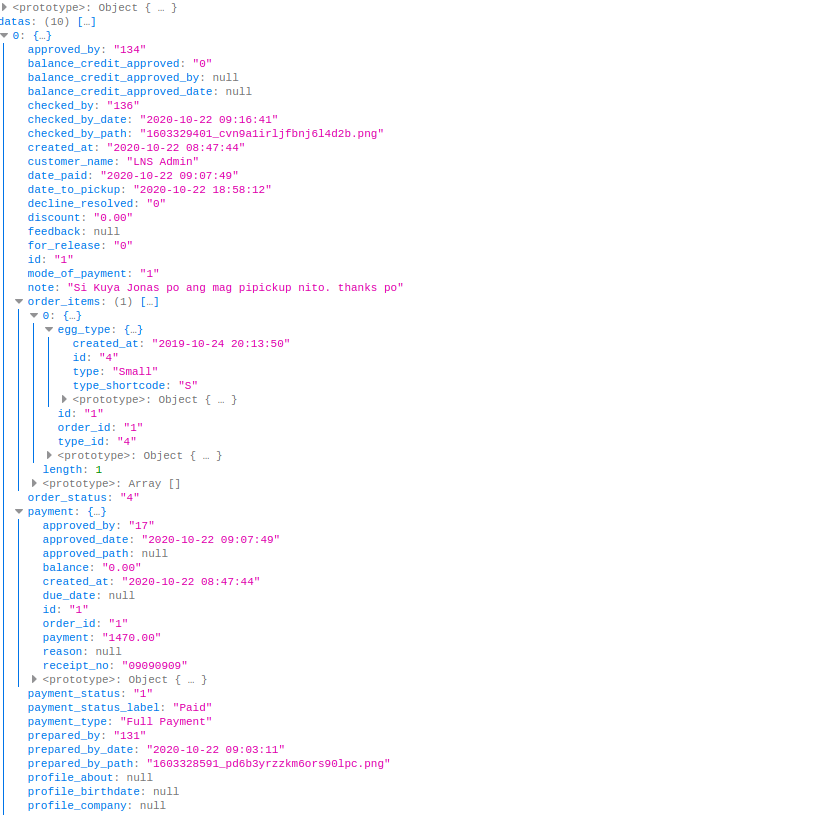 <prototype>: Object { … }
datas: (10) […]
0: {…}
approved_by: "134"
balance_credit_approved: "0"
balance_credit_approved_by: null
balance_credit_approved_date: null
checked_by: "136"
checked_by_date: "2020-10-22 09:16:41"
checked_by_path: "1603329401_cvn9a1irljfbnj6l4d2b.png"
created_at: "2020-10-22 08:47:44"
customer_name: "LNS Admin"
date_paid: "2020-10-22 09:07:49"
date_to_pickup: "2020-10-22 18:58:12"
decline_resolved: "0"
discount: "0.00"
feedback: null
for_release: "0"
id: "1"
mode_of_payment: "1"
note: "Si Kuya Jonas po ang mag pipickup nito. thanks po"
order_items: (1) […]
0: {…}
egg_type: {…}
created_at: "2019-10-24 20:13:50"
id: "4"
type: "Small"
type_shortcode: "S"
<prototype>: Object { … }
id: "1"
order_id: "1"
type_id: "4"
<prototype>: Object { … }
length: 1
<prototype>: Array []
order_status: "4"
payment: {…}
approved_by: "17"
approved_date: "2020-10-22 09:07:49"
approved_path: null
balance: "0.00"
created_at: "2020-10-22 08:47:44"
due_date: null
id: "1"
order_id: "1"
payment: "1470.00"
reason: null
receipt_no: "09090909"
<prototype>: Object { … }
payment_status: "1"
payment_status_label: "Paid"
payment_type: "Full Payment"
prepared_by: "131"
prepared_by_date: "2020-10-22 09:03:11"
prepared_by_path: "1603328591_pd6b3yrzzkm6ors90lpc.png"
profile_about: null
profile_birthdate: null
profile_company: null